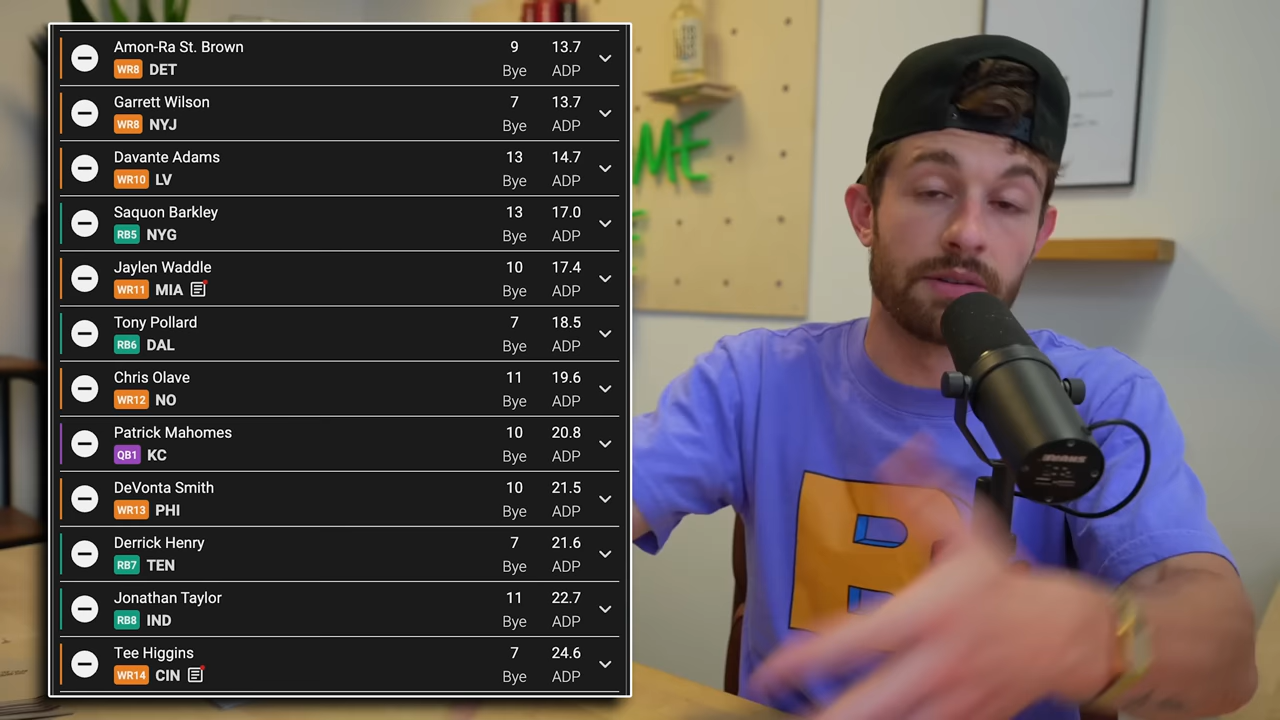 Amon-Ra St. Brown 9 13.7
WR8 DET Bye ADP
Garrett Wilson 7 13.7
WR8 NYJ Bye ADP
Davante Adams 13 14.7
WR10 LV Bye ADP
Saquon Barkley 13 17.0
RB5 NYG Bye ADP
Jaylen Waddle 10 17.4
WR11 MIA Bye ADP
Tony Pollard 7 18.5
RB6 DAL Bye ADP
Chris Olave 11 19.6
WR12 NO Bye ADP
Patrick Mahomes 10 20.8
QB1 KC Bye ADP
DeVonta Smith 10 21.5
WR13 PHI Bye ADP
Derrick Henry 7 21.6
RB7 TEN Bye ADP
Jonathan Taylor 11 22.7
RB8 IND Bye ADP
Tee Higgins 7 24.6
WR14 CIN Bye ADP
ME
B